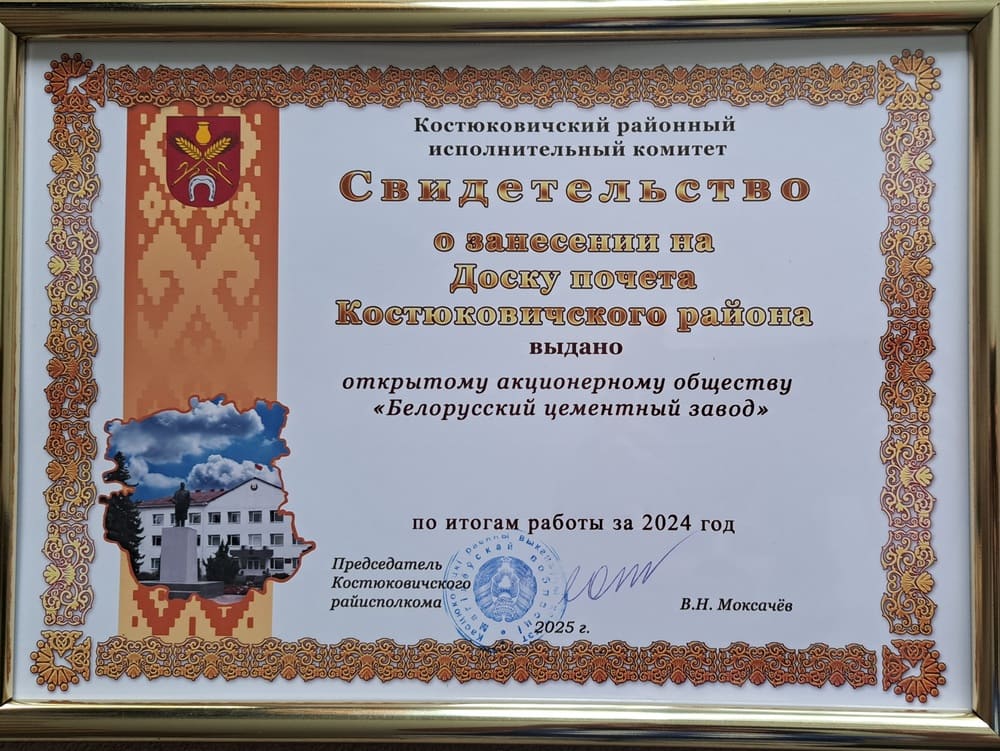 Костюковичский районный
исполнительный комитет
Свидетельство
о занесении на
Доску почета
Костюковичского района
выдано
открытому акционерному обществу
«Белорусский цементный завод»
по итогам работы за 2024 год
Председатель
Костюковичского
райисполкома
В.Н. Моксачёв
2025 г.